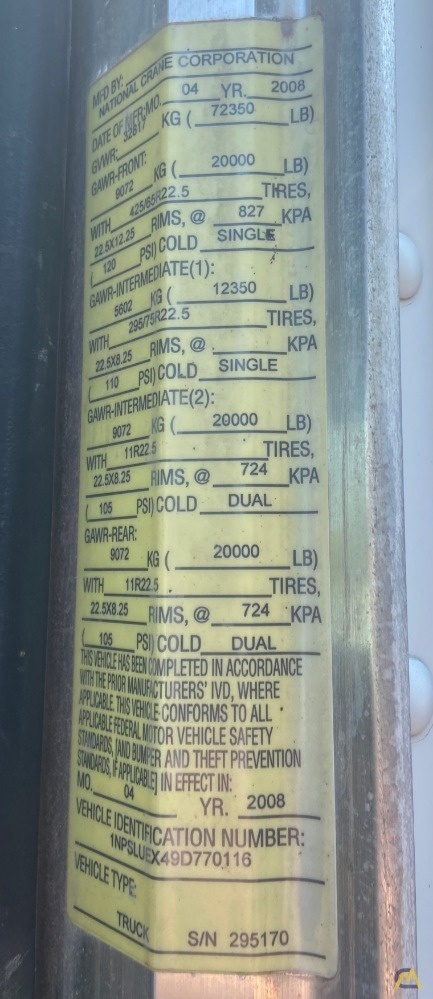 MFD BY: NATIONAL CRANE CORPORATION
DATE OF MFR: MO. 04 YR. 2008
GVWR: 32817 KG ( 72350 LB)
GAWR-FRONT:
9072 KG ( 20000 LB)
WITH 425/65R22.5 TIRES,
22.5X12.25 RIMS, @ 827 KPA
( 120 PSI) COLD SINGLE
GAWR-INTERMEDIATE(1):
5602 KG ( 12350 LB)
WITH 295/75R22.5 TIRES,
22.5X8.25 RIMS, @ KPA
( 110 PSI) COLD SINGLE
GAWR-INTERMEDIATE(2):
9072 KG ( 20000 LB)
WITH 11R22.5 TIRES,
22.5X8.25 RIMS, @ 724 KPA
( 105 PSI) COLD DUAL
GAWR-REAR:
9072 KG ( 20000 LB)
WITH 11R22.5 TIRES,
22.5X8.25 RIMS, @ 724 KPA
( 105 PSI) COLD DUAL
THIS VEHICLE HAS BEEN COMPLETED IN ACCORDANCE
WITH THE PRIOR MANUFACTURERS' IVD, WHERE
APPLICABLE. THIS VEHICLE CONFORMS TO ALL
APPLICABLE FEDERAL MOTOR VEHICLE SAFETY
STANDARDS, [AND BUMPER AND THEFT PREVENTION
STANDARDS, IF APPLICABLE] IN EFFECT IN:
MO. 04 YR. 2008
VEHICLE IDENTIFICATION NUMBER:
1NPSLUEX49D770116
VEHICLE TYPE:
TRUCK S/N 295170